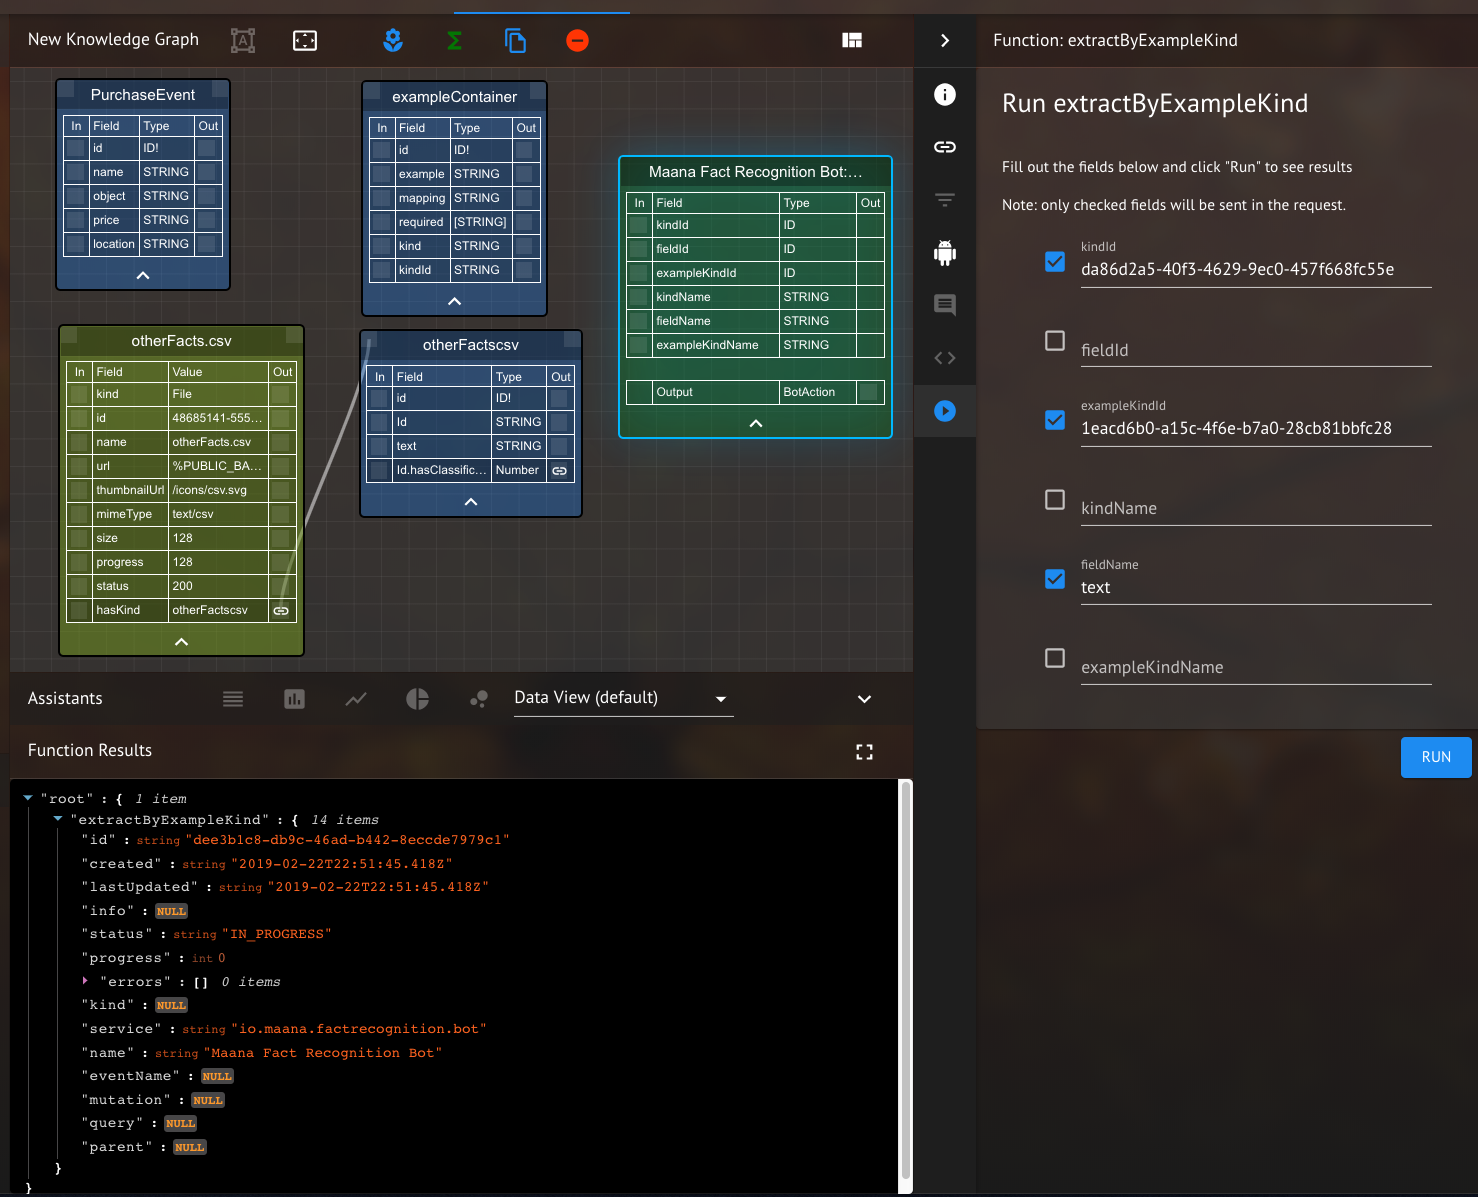 New Knowledge Graph
Function: extractByExampleKind
PurchaseEvent
In Field Type Out
id ID!
name STRING
object STRING
price STRING
location STRING
exampleContainer
In Field Type Out
id ID!
example STRING
mapping STRING
required [STRING]
kind STRING
kindId STRING
Maana Fact Recognition Bot:...
In Field Type Out
kindId ID
fieldId ID
exampleKindId ID
kindName STRING
fieldName STRING
exampleKindName STRING
Output BotAction
otherFacts.csv
In Field Value Out
kind File
id 48685141-555...
name otherFacts.csv
url %PUBLIC_BA...
thumbnailUrl /icons/csv.svg
mimeType text/csv
size 128
progress 128
status 200
hasKind otherFactscsv
otherFactscsv
In Field Type Out
id ID!
Id STRING
text STRING
Id.hasClassific... Number
Run extractByExampleKind
Fill out the fields below and click "Run" to see results
Note: only checked fields will be sent in the request.
kindId
da86d2a5-40f3-4629-9ec0-457f668fc55e
fieldId
exampleKindId
1eacd6b0-a15c-4f6e-b7a0-28cb81bbfc28
kindName
fieldName
text
exampleKindName
RUN
Assistants
Data View (default)
Function Results
"root" : { 1 item
"extractByExampleKind" : { 14 items
"id" : string "dee3b1c8-db9c-46ad-b442-8eccde7979c1"
"created" : string "2019-02-22T22:51:45.418Z"
"lastUpdated" : string "2019-02-22T22:51:45.418Z"
"info" : NULL
"status" : string "IN_PROGRESS"
"progress" : int 0
"errors" : [] 0 items
"kind" : NULL
"service" : string "io.maana.factrecognition.bot"
"name" : string "Maana Fact Recognition Bot"
"eventName" : NULL
"mutation" : NULL
"query" : NULL
"parent" : NULL
}
}